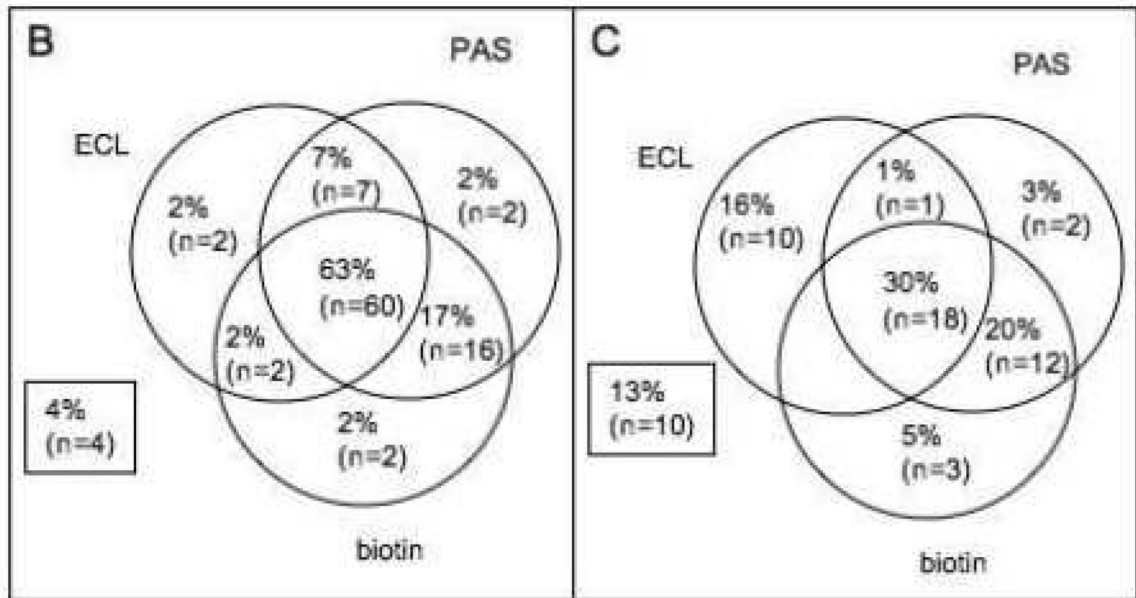 B
PAS
ECL
7%
(n=7)
2%
(n=2)
2%
(n=2)
63%
(n=60)
17%
(n=16)
2%
(n=2)
4%
(n=4)
2%
(n=2)
biotin
C
PAS
ECL
1%
(n=1)
3%
(n=2)
16%
(n=10)
30%
(n=18)
20%
(n=12)
13%
(n=10)
5%
(n=3)
biotin